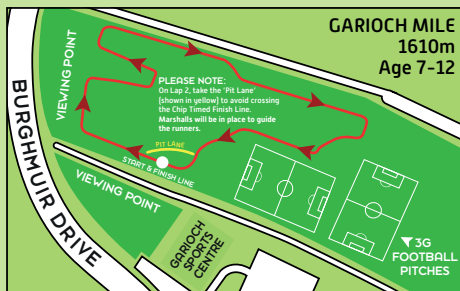 GARIOCH MILE
1610m
Age 7-12
VIEWING POINT
PLEASE NOTE:
On Lap 2, take the 'Pit Lane'
(shown in yellow) to avoid crossing
the Chip Timed Finish Line.
Marshalls will be in place to guide
the runners.
PIT LANE
START & FINISH LINE
BURGHMUIR DRIVE
VIEWING POINT
GARIOCH
SPORTS
CENTRE
3G
FOOTBALL
PITCHES